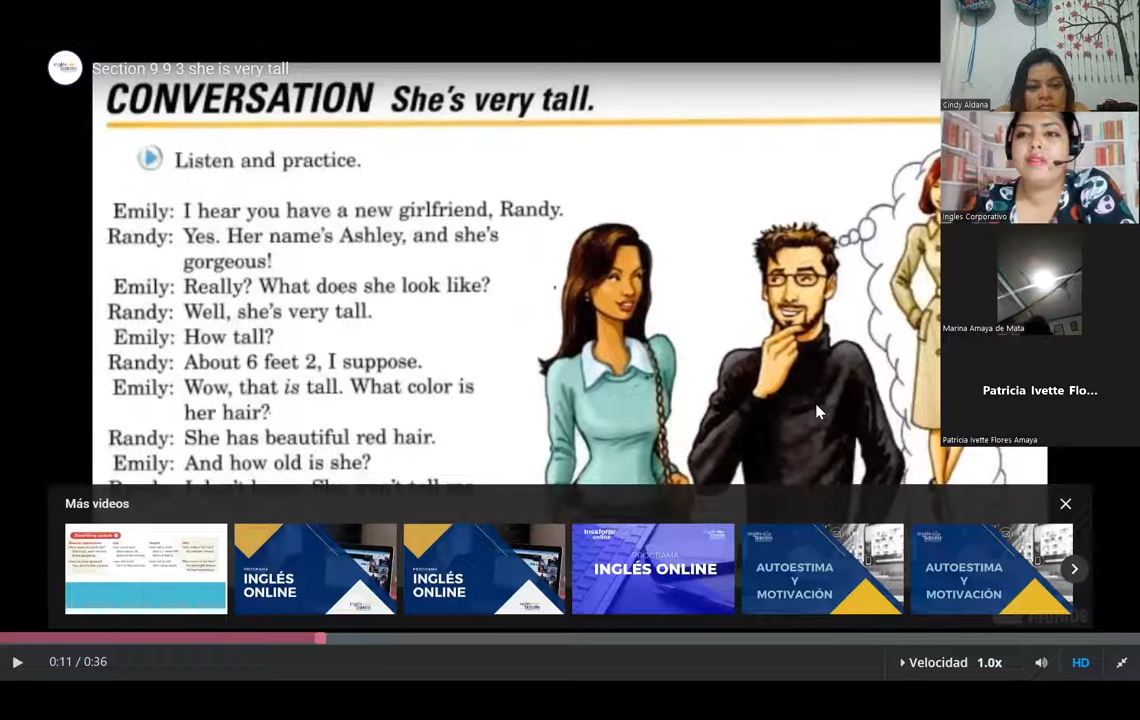 Section 9 9 3 she is very tall
CONVERSATION She's very tall.
Listen and practice.
Emily: I hear you have a new girlfriend, Randy.
Randy: Yes. Her name's Ashley, and she's
gorgeous!
Emily: Really? What does she look like?
Randy: Well, she's very tall.
Emily: How tall?
Randy: About 6 feet 2, I suppose.
Emily: Wow, that is tall. What color is
her hair?
Randy: She has beautiful red hair.
Emily: And how old is she?
Cindy Aldana
Ingles Corporativo
Marina Amaya de Mata
Patricia Ivette Flo...
Patricia Ivette Flores Amaya
Más videos
Describing people
PROGRAMA
INGLÉS
ONLINE
PROGRAMA
INGLÉS
ONLINE
Insaforp
online
PROGRAMA
INGLÉS ONLINE
AUTOESTIMA
Y
MOTIVACIÓN
AUTOESTIMA
Y
MOTIVACIÓN
0:11 / 0:36
Velocidad 1.0x
HD